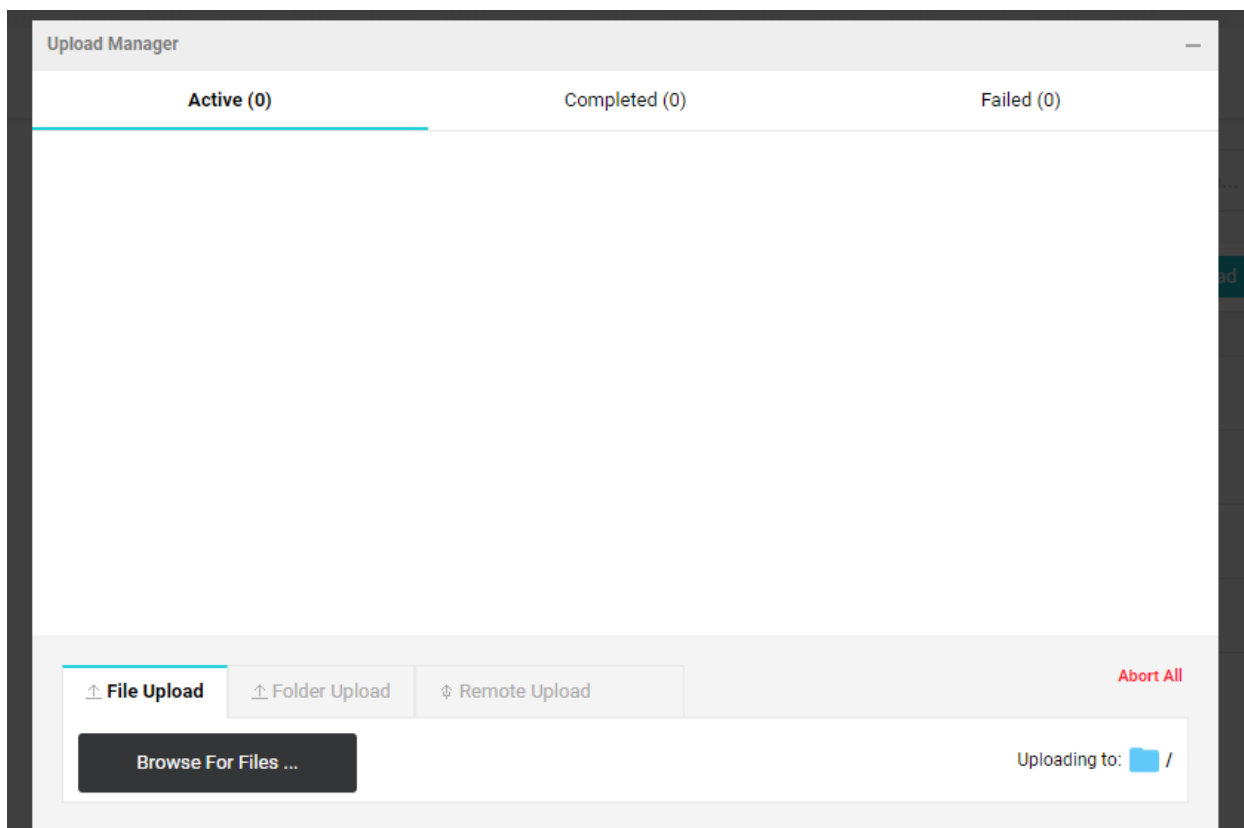 Upload Manager
Active (0) Completed (0) Failed (0)
ad
Abort All
File Upload Folder Upload Remote Upload
Browse For Files ... Uploading to: /